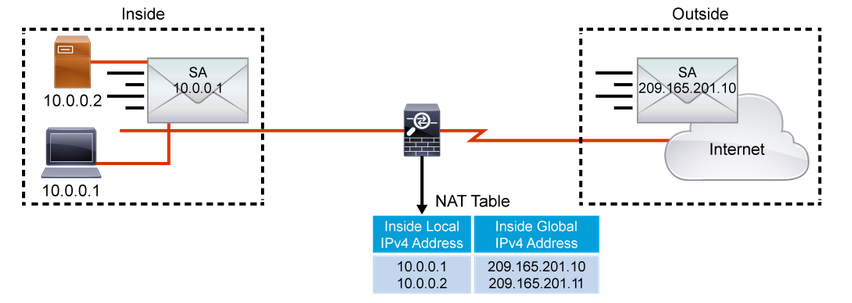 Inside
Outside
SA
10.0.0.1
10.0.0.2
10.0.0.1
SA
209.165.201.10
Internet
NAT Table
Inside Local IPv4 Address
Inside Global IPv4 Address
10.0.0.1 209.165.201.10
10.0.0.2 209.165.201.11